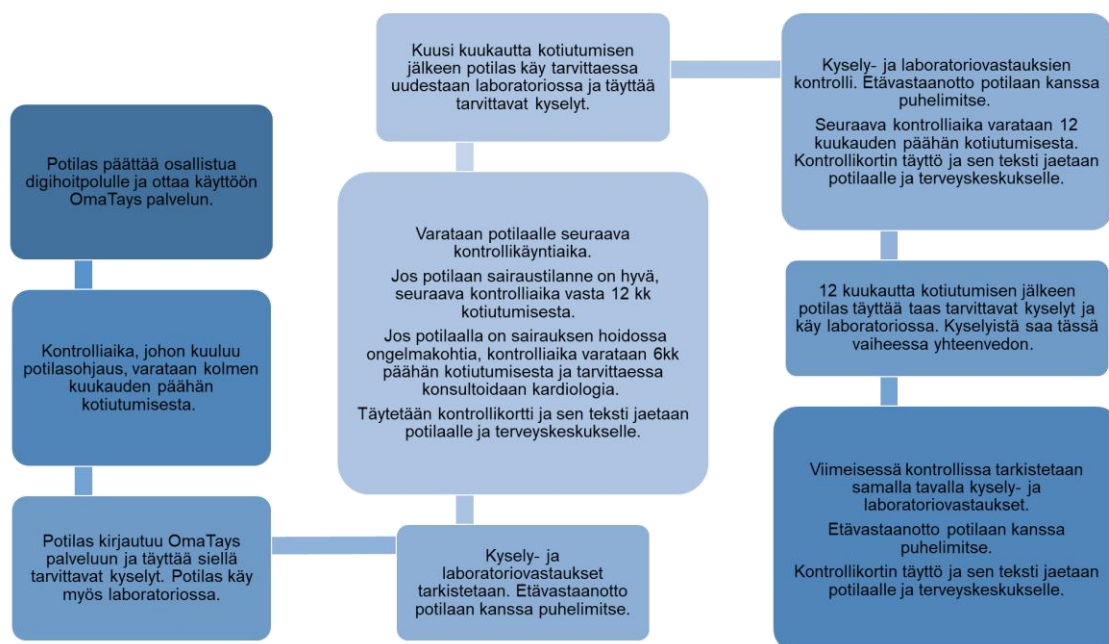 Potilas päättää osallistua
digihoitpolulle ja ottaa käyttöön
OmaTays palvelun.
Kontrolliaika, johon kuuluu
potilasohjaus, varataan kolmen
kuukauden päähän
kotiutumisesta.
Potilas kirjautuu OmaTays
palveluun ja täyttää siellä
tarvittavat kyselyt. Potilas käy
myös laboratoriossa.
Kysely- ja
laboratoriovastaukset
tarkistetaan. Etävastaanotto
potilaan kanssa puhelimitse.
Varataan potilaalle seuraava
kontrollikäyntiaika.
Jos potilaan sairaustilanne on hyvä,
seuraava kontrolliaika vasta 12 kk
kotiutumisesta.
Jos potilaalla on sairauksen hoidossa
ongelmakohtia, kontrolliaika varataan 6kk
päähän kotiutumisesta ja tarvittaessa
konsultoidaan kardiologia.
Täytetään kontrollikortti ja sen teksti jaetaan
potilaalle ja terveyskeskukselle.
Kuusi kuukautta kotiutumisen
jälkeen potilas käy tarvittaessa
uudestaan laboratoriossa ja täyttää
tarvittavat kyselyt.
Kysely- ja laboratoriovastauksien
kontrolli. Etävastaanotto potilaan kanssa
puhelimitse.
Seuraava kontrolliaika varataan 12
kuukauden päähän kotiutumisesta.
Kontrollikortin täyttö ja sen teksti jaetaan
potilaalle ja terveyskeskukselle.
12 kuukautta kotiutumisen jälkeen
potilas täyttää taas tarvittavat kyselyt ja
käy laboratoriossa. Kyselyistä saa tässä
vaiheessa yhteenvedon.
Viimeisessä kontrollissa tarkistetaan
samalla tavalla kysely- ja
laboratoriovastaukset.
Etävastaanotto potilaan kanssa
puhelimitse.
Kontrollikortin täyttö ja sen teksti jaetaan
potilaalle ja terveyskeskukselle.